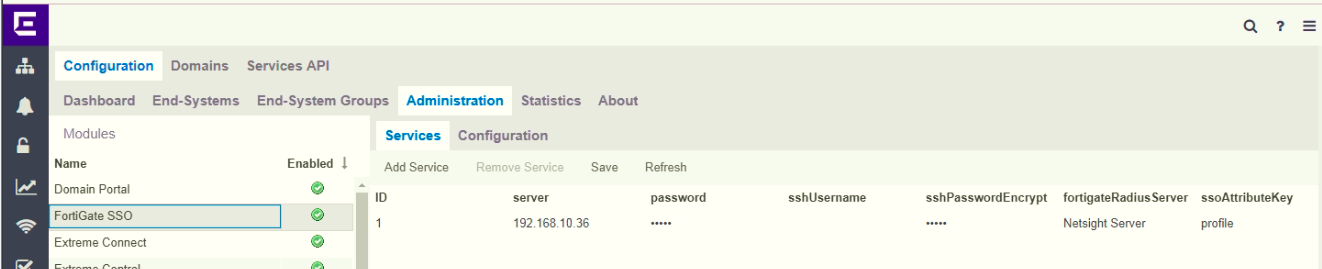 ?
Configuration Domains Services API
Dashboard End-Systems End-System Groups Administration Statistics About
Modules
Services Configuration
Name Enabled
Add Service Remove Service Save Refresh
Domain Portal
ID server password sshUsername sshPasswordEncrypt fortigateRadiusServer ssoAttributeKey
FortiGate SSO
1 192.168.10.36 ••••• ••••• Netsight Server profile
Extreme Connect
Extreme Control